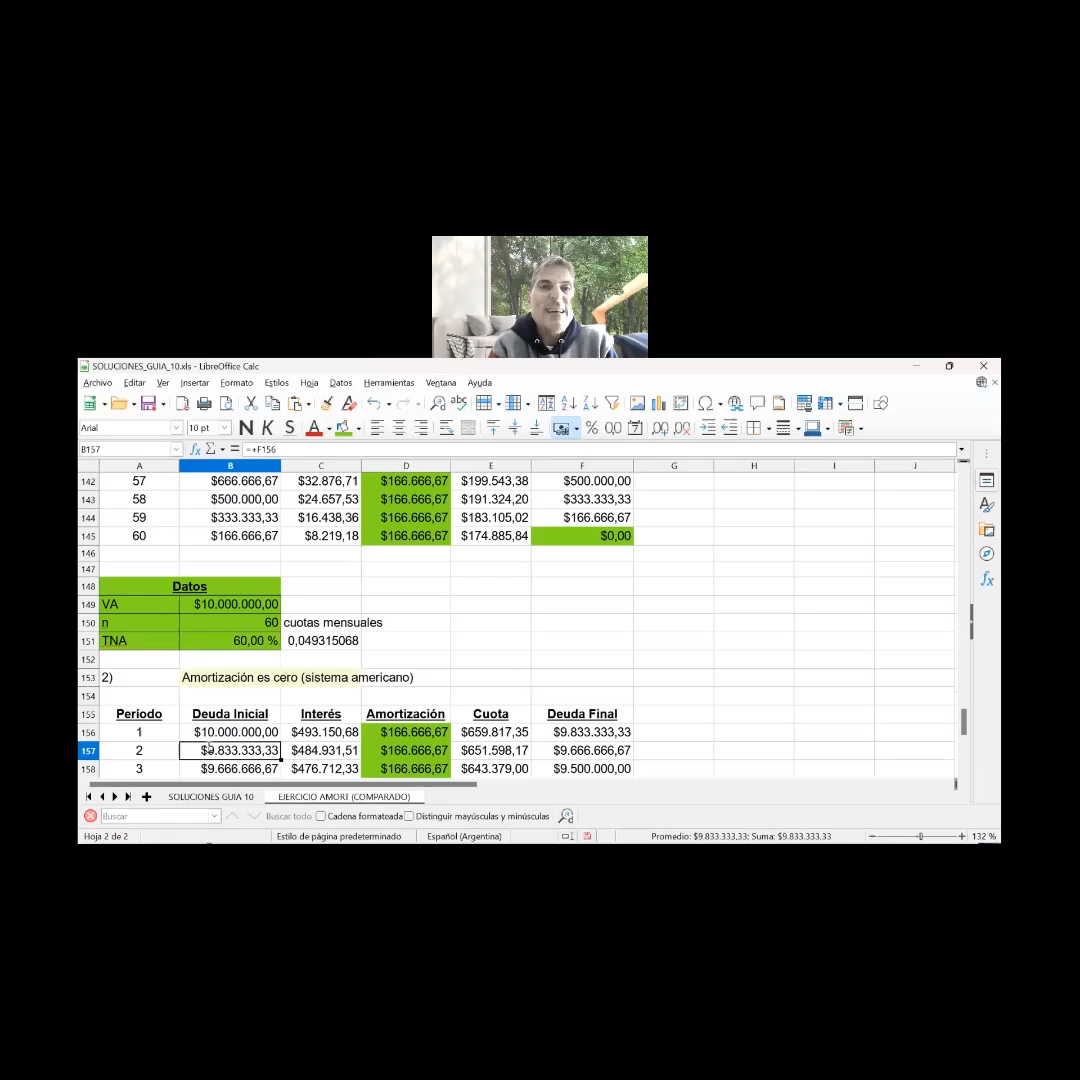 SOLUCIONES_GUIA_10.xls - LibreOffice Calc
Archivo Editar Ver Insertar Formato Estilos Hoja Datos Herramientas Ventana Ayuda
Arial 10 pt N K S A % 0,0 7
B157 =+F156
A B C D E F G H I J
142 57 $666.666,67 $32.876,71 $166.666,67 $199.543,38 $500.000,00
143 58 $500.000,00 $24.657,53 $166.666,67 $191.324,20 $333.333,33
144 59 $333.333,33 $16.438,36 $166.666,67 $183.105,02 $166.666,67
145 60 $166.666,67 $8.219,18 $166.666,67 $174.885,84 $0,00
146
147
148 Datos
149 VA $10.000.000,00
150 n 60 cuotas mensuales
151 TNA 60,00 % 0,049315068
152
153 2) Amortización es cero (sistema americano)
154
155 Período Deuda Inicial Interés Amortización Cuota Deuda Final
156 1 $10.000.000,00 $493.150,68 $166.666,67 $659.817,35 $9.833.333,33
157 2 $9.833.333,33 $484.931,51 $166.666,67 $651.598,17 $9.666.666,67
158 3 $9.666.666,67 $476.712,33 $166.666,67 $643.379,00 $9.500.000,00
SOLUCIONES GUIA 10 EJERCICIO AMORT (COMPARADO)
Buscar Buscar todo Cadena formateada Distinguir mayúsculas y minúsculas
Hoja 2 de 2 Estilo de página predeterminado Español (Argentina) Promedio: $9.833.333,33; Suma: $9.833.333,33 132 %